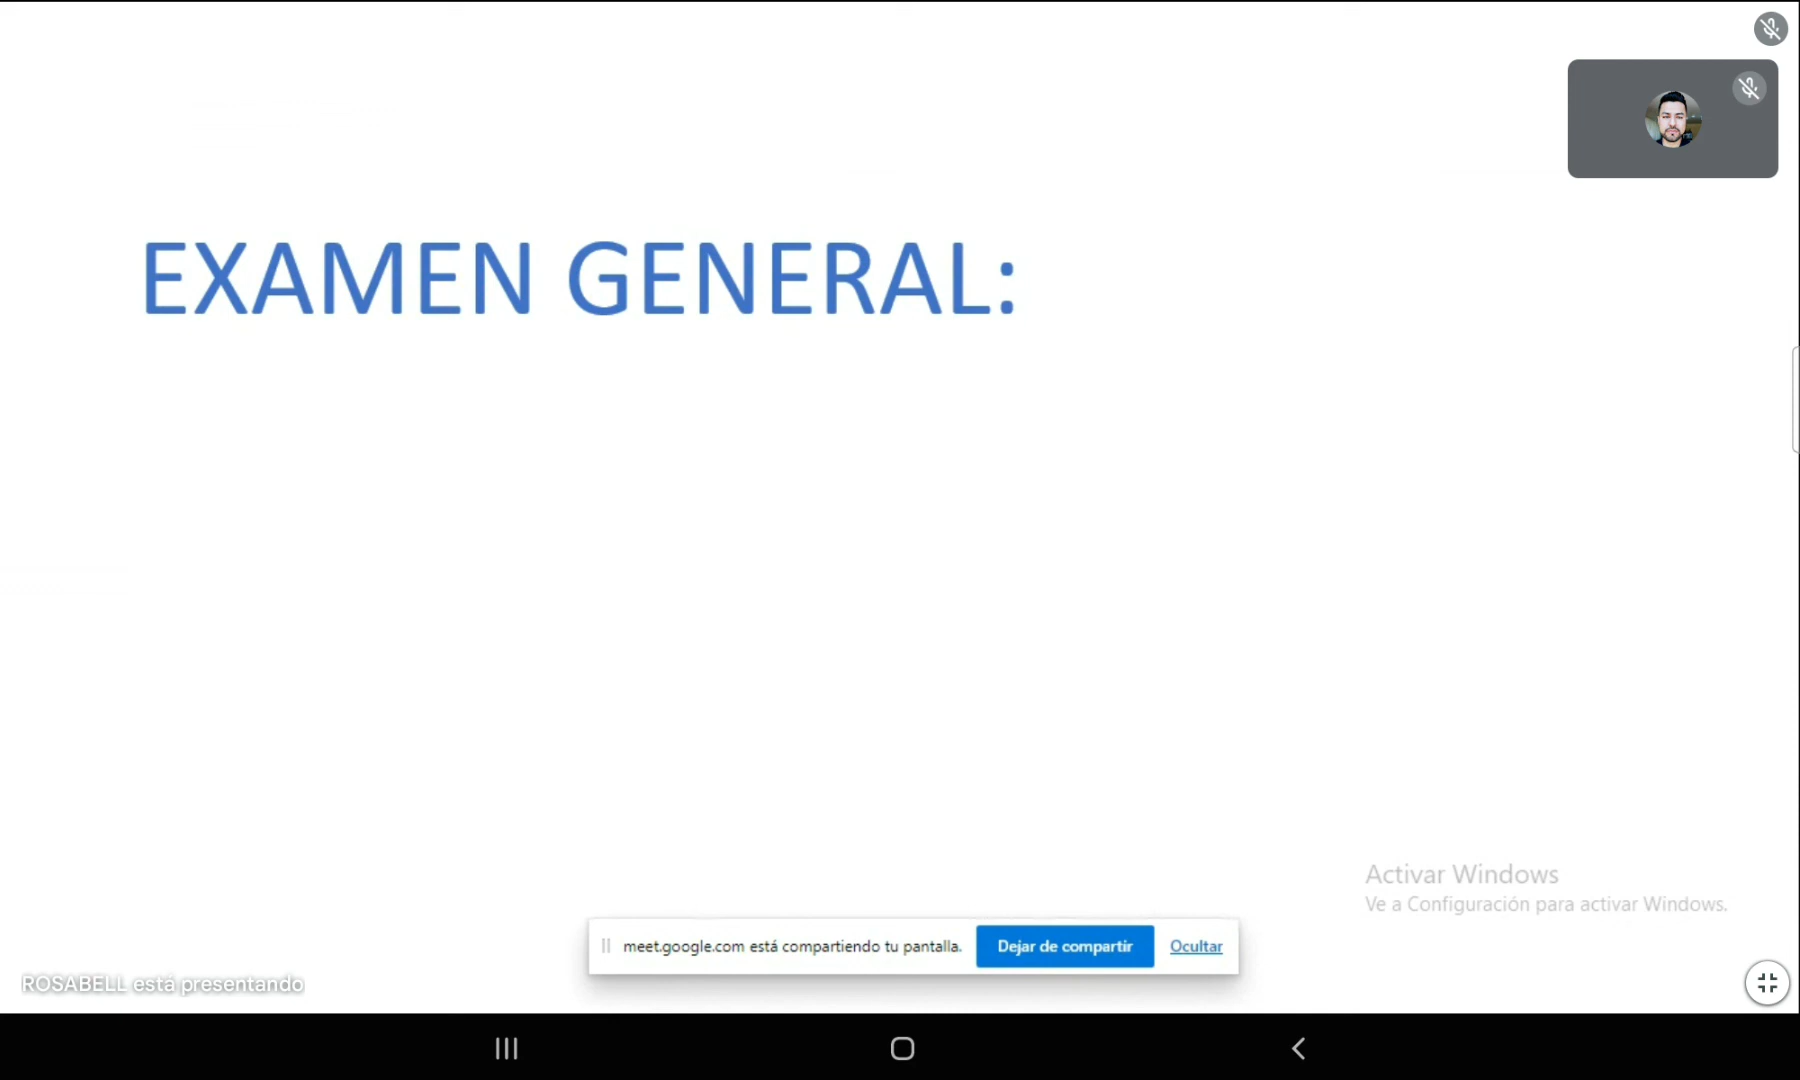 EXAMEN GENERAL:
Activar Windows
Ve a Configuración para activar Windows.
meet.google.com está compartiendo tu pantalla. Dejar de compartir Ocultar
ROSABELL está presentando